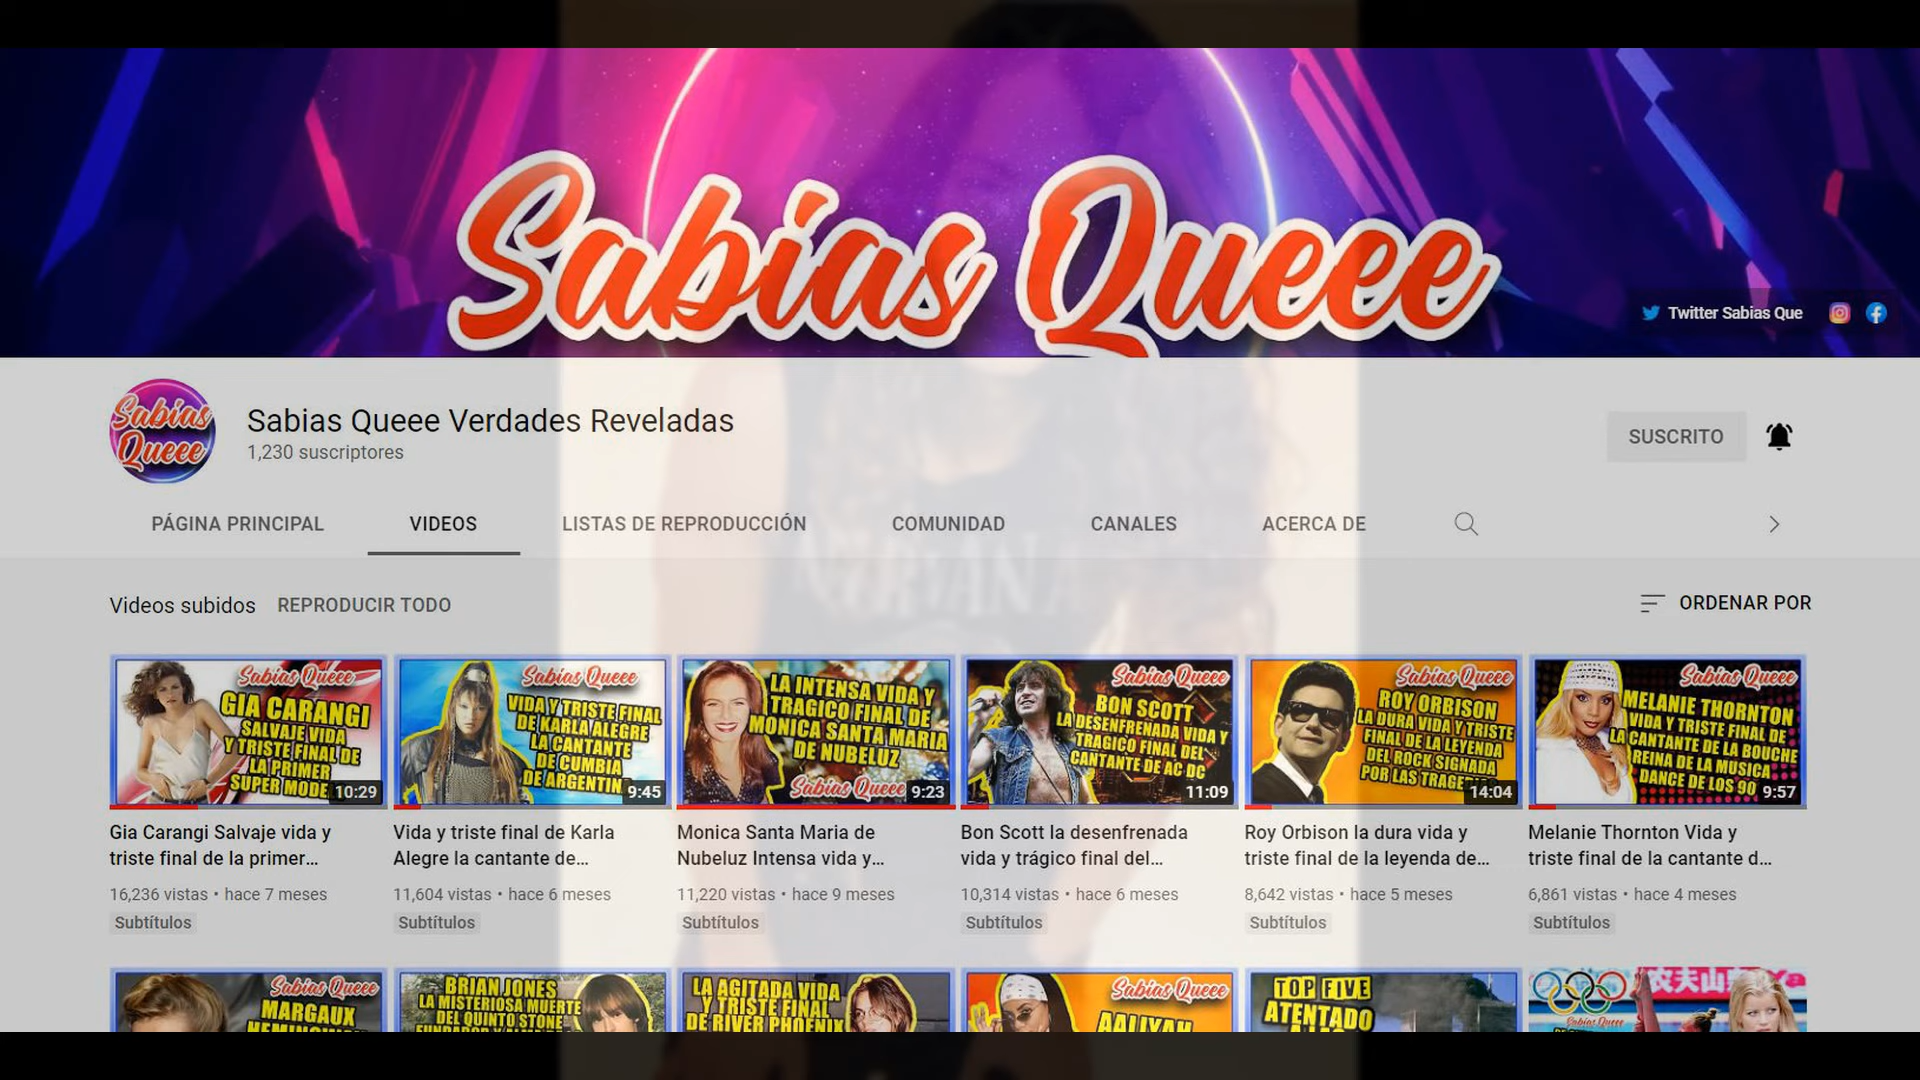 Sabias Queee
Twitter Sabias Que
Sabias
Queee
Sabias Queee Verdades Reveladas
1,230 suscriptores
SUSCRITO
PÁGINA PRINCIPAL
VIDEOS
LISTAS DE REPRODUCCIÓN
COMUNIDAD
CANALES
ACERCA DE
NIRVANA
Videos subidos
REPRODUCIR TODO
ORDENAR POR
Sabias Queee
GIA CARANGI
SALVAJE VIDA
Y TRISTE FINAL DE
LA PRIMER
SUPER MODE
10:29
Sabias Queee
VIDA Y TRISTE FINAL
DE KARLA ALEGRE
LA CANTANTE
DE CUMBIA
DE ARGENTIN
9:45
LA INTENSA VIDA Y
TRAGICO FINAL DE
MONICA SANTA MARIA
DE NUBELUZ
Sabias Queee
9:23
Sabias Queee
BON SCOTT
LA DESENFRENADA VIDA Y
TRAGICO FINAL DEL
CANTANTE DE AC DC
11:09
Sabias Queee
ROY ORBISON
LA DURA VIDA Y TRISTE
FINAL DE LA LEYENDA
DEL ROCK SIGNADA
POR LAS TRAGE
14:04
Sabias Queee
MELANIE THORNTON
VIDA Y TRISTE FINAL DE
LA CANTANTE DE LA BOUCHE
REINA DE LA MUSICA
DANCE DE LOS 90
9:57
Gia Carangi Salvaje vida y
triste final de la primer...
16,236 vistas • hace 7 meses
Subtítulos
Vida y triste final de Karla
Alegre la cantante de...
11,604 vistas • hace 6 meses
Subtítulos
Monica Santa Maria de
Nubeluz Intensa vida y...
11,220 vistas • hace 9 meses
Subtítulos
Bon Scott la desenfrenada
vida y trágico final del...
10,314 vistas • hace 6 meses
Subtítulos
Roy Orbison la dura vida y
triste final de la leyenda de...
8,642 vistas • hace 5 meses
Subtítulos
Melanie Thornton Vida y
triste final de la cantante d...
6,861 vistas • hace 4 meses
Subtítulos
Sabias Queee
MARGAUX
BRIAN JONES
LA MISTERIOSA MUERTE
DEL QUINTO STONE
LA AGITADA VIDA
Y TRISTE FINAL
DE RIVER PHOENIX
Sabias Queee
AALIYAH
TOP FIVE
ATENTADO
农夫山
Sabias Queee